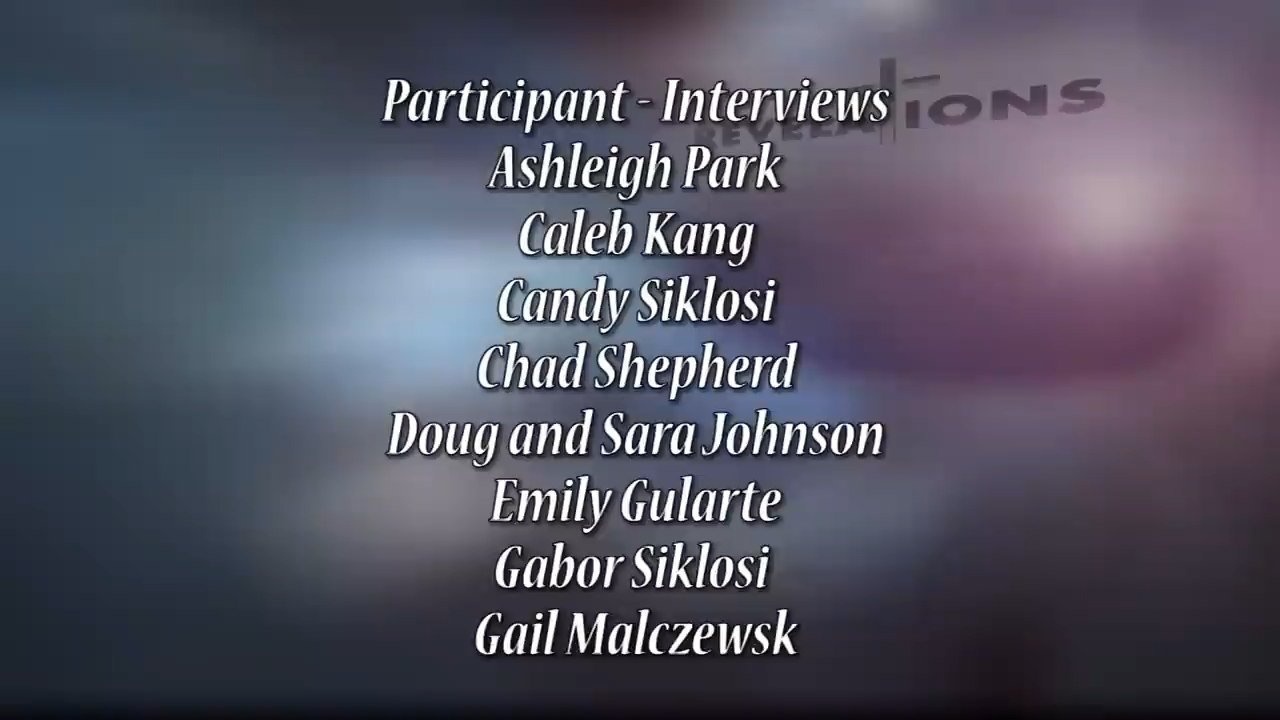 Participant - Interviews
REVELATIONS
Ashleigh Park
Caleb Kang
Candy Siklosi
Chad Shepherd
Doug and Sara Johnson
Emily Gularte
Gabor Siklosi
Gail Malczewsk